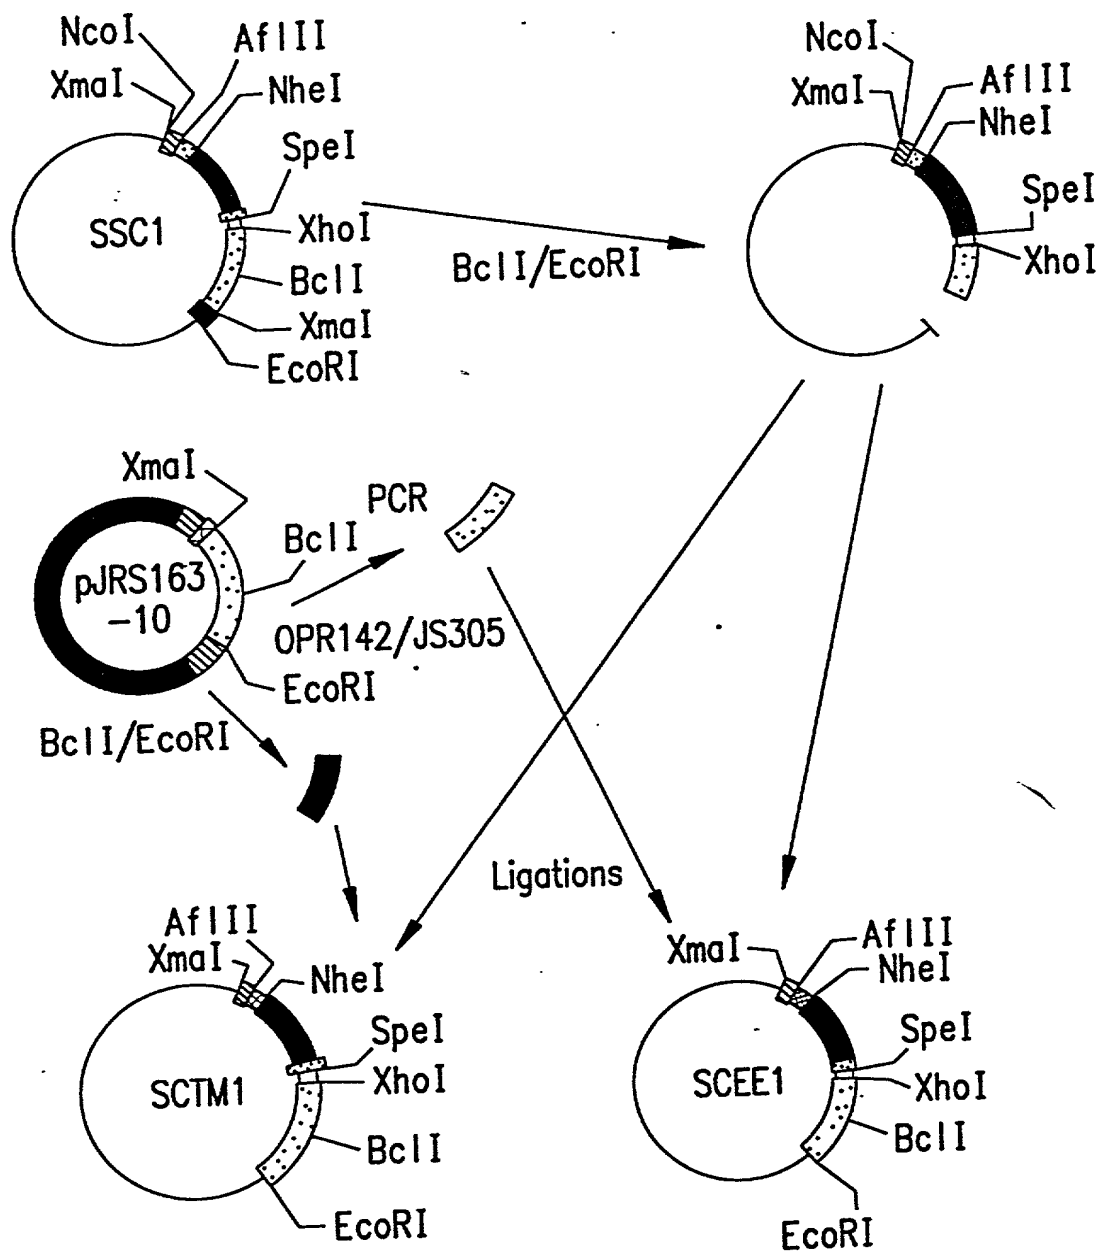 NcoI
AflII
XmaI
NheI
SpeI
SSC1
XhoI
BclI
XmaI
EcoRI
BclI/EcoRI
NcoI
XmaI
AflII
NheI
SpeI
XhoI
XmaI
PCR
BclI
pJRS163
-10
OPR142/JS305
EcoRI
BclI/EcoRI
Ligations
AflII
XmaI
NheI
SpeI
SCTM1
XhoI
BclI
EcoRI
XmaI
AflII
NheI
SpeI
SCEE1
XhoI
BclI
EcoRI